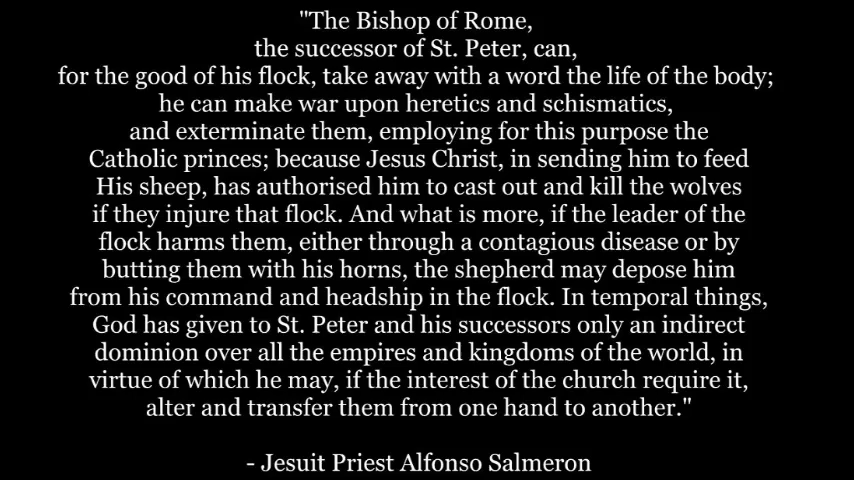 "The Bishop of Rome,
the successor of St. Peter, can,
for the good of his flock, take away with a word the life of the body;
he can make war upon heretics and schismatics,
and exterminate them, employing for this purpose the
Catholic princes; because Jesus Christ, in sending him to feed
His sheep, has authorised him to cast out and kill the wolves
if they injure that flock. And what is more, if the leader of the
flock harms them, either through a contagious disease or by
butting them with his horns, the shepherd may depose him
from his command and headship in the flock. In temporal things,
God has given to St. Peter and his successors only an indirect
dominion over all the empires and kingdoms of the world, in
virtue of which he may, if the interest of the church require it,
alter and transfer them from one hand to another."
- Jesuit Priest Alfonso Salmeron